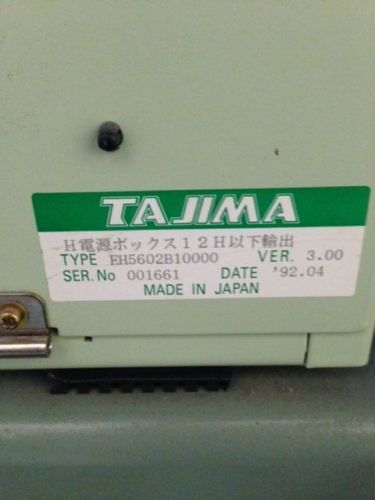 TAJIMA
H電源ボックス12H以下輸出
TYPE EH5602B10000 VER. 3.00
SER.No 001661 DATE '92.04
MADE IN JAPAN